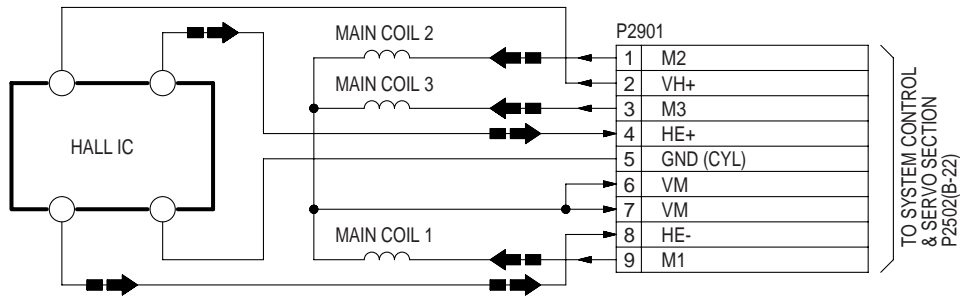 P2901
MAIN COIL 2
1 M2
2 VH+
MAIN COIL 3
3 M3
4 HE+
HALL IC
5 GND (CYL)
6 VM
7 VM
MAIN COIL 1
8 HE-
9 M1
TO SYSTEM CONTROL
& SERVO SECTION
P2502(B-22)